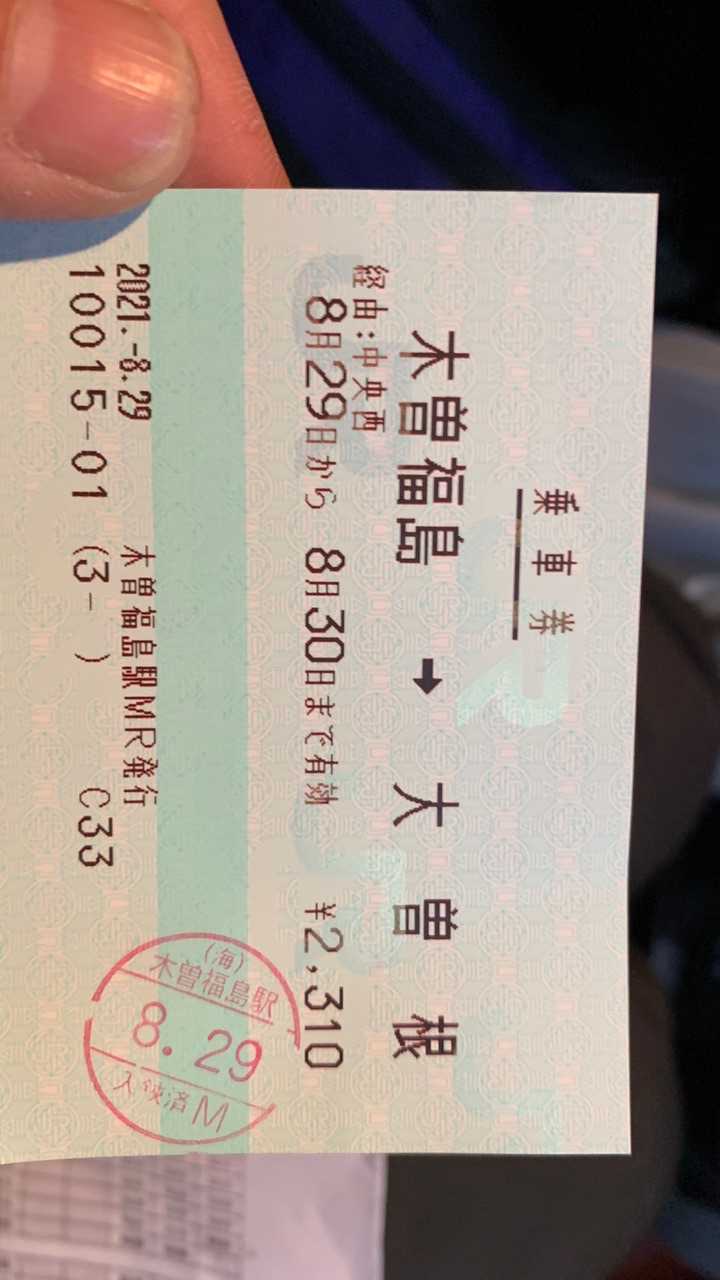 乗車券
木曽福島 → 大曽根
経由:中央西
8月29日から 8月30日まで有効 ¥2,310
2021.-8.29 木曽福島駅MR発行
10015-01 (3- ) C33
(海)
木曽福島駅
8.29
入鋏済 M